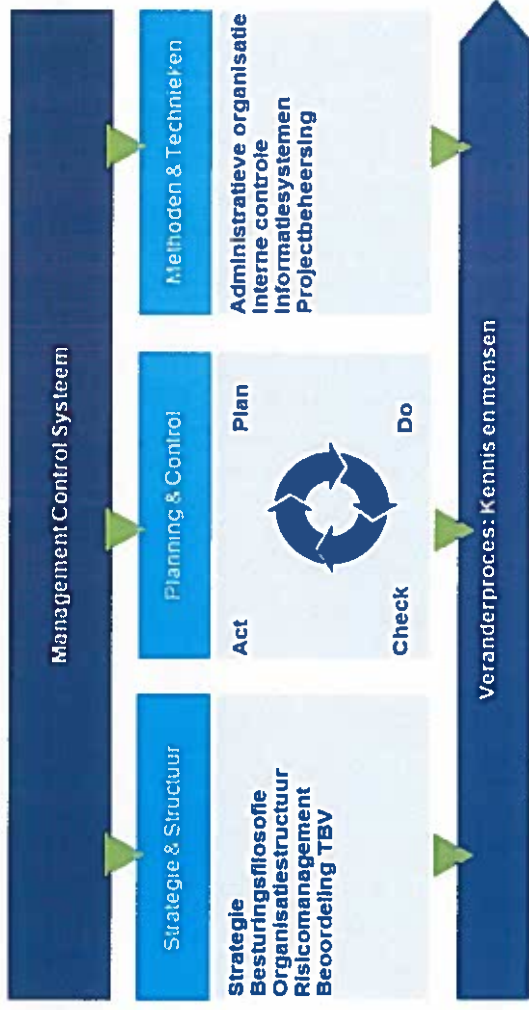 Management Control Systeem
Strategie & Structuur
Strategie
Besturingsfilosofie
Organisatiestructuur
Risicomanagement
Beoordeling TBV
Planning & Control
Act
Plan
Check
Do
Methoden & Technieken
Administratieve organisatie
Interne controle
Informatiesystemen
Projectbeheersing
Veranderproces: Kennis en mensen